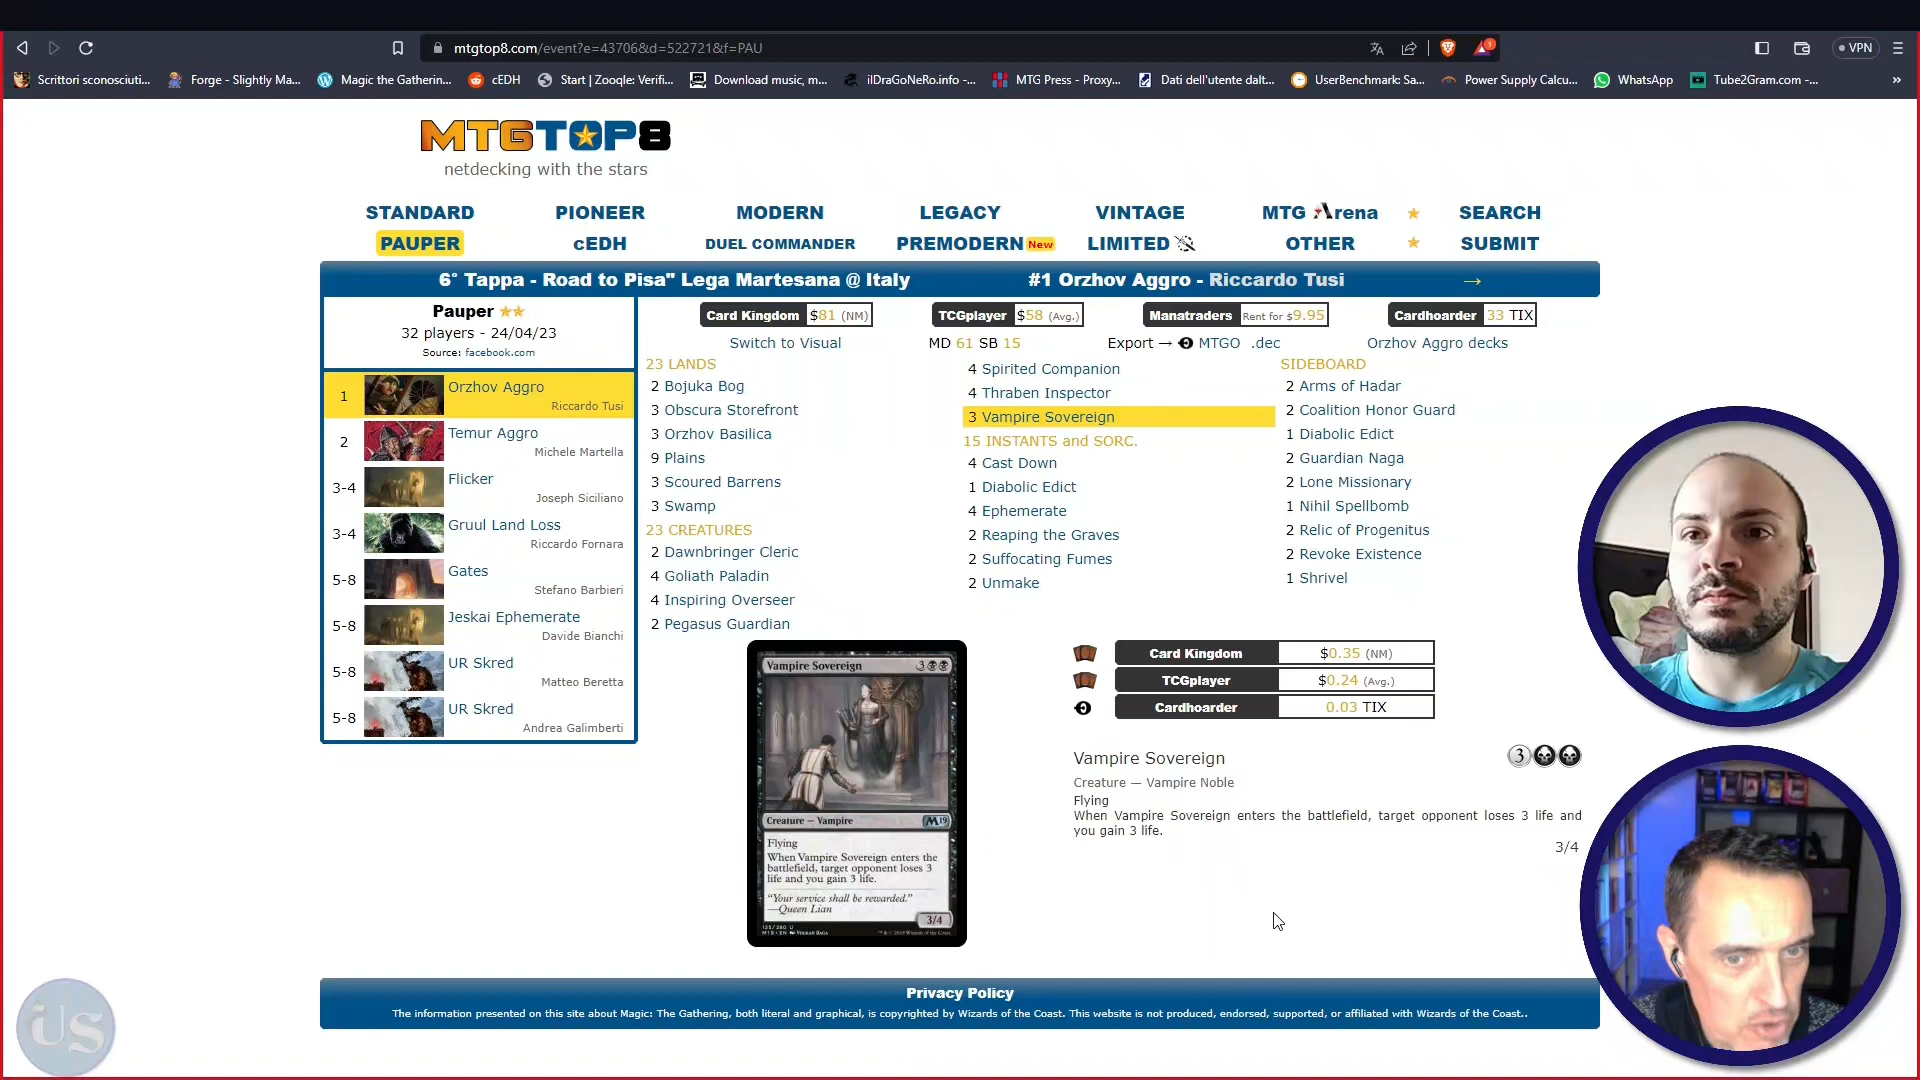 mtgtop8.com/event?e=43706&d=522721&f=PAU
1
VPN
Scrittori sconosciuti...
Forge - Slightly Ma...
Magic the Gatherin...
cEDH
Start | Zooqle: Verifi...
Download music, m...
ilDraGoNeRo.info -...
MTG Press - Proxy...
Dati dell'utente dalt...
UserBenchmark: Sa...
Power Supply Calcu...
WhatsApp
Tube2Gram.com -...
MTGTOP8
netdecking with the stars
STANDARD PIONEER MODERN LEGACY VINTAGE MTG Arena SEARCH
PAUPER cEDH DUEL COMMANDER PREMODERN New LIMITED OTHER SUBMIT
6° Tappa - Road to Pisa" Lega Martesana @ Italy #1 Orzhov Aggro - Riccardo Tusi →
Pauper
32 players - 24/04/23
Source: facebook.com
1 Orzhov Aggro
Riccardo Tusi
2 Temur Aggro
Michele Martella
3-4 Flicker
Joseph Siciliano
3-4 Gruul Land Loss
Riccardo Fornara
5-8 Gates
Stefano Barbieri
5-8 Jeskai Ephemerate
Davide Bianchi
5-8 UR Skred
Matteo Beretta
5-8 UR Skred
Andrea Galimberti
Card Kingdom $81 (NM)
TCGplayer $58 (Avg.)
Manatraders Rent for $9.95
Cardhoarder 33 TIX
Switch to Visual
MD 61 SB 15
Export → MTGO .dec
Orzhov Aggro decks
23 LANDS
2 Bojuka Bog
3 Obscura Storefront
3 Orzhov Basilica
9 Plains
3 Scoured Barrens
3 Swamp
23 CREATURES
2 Dawnbringer Cleric
4 Goliath Paladin
4 Inspiring Overseer
2 Pegasus Guardian
4 Spirited Companion
4 Thraben Inspector
3 Vampire Sovereign
15 INSTANTS and SORC.
4 Cast Down
1 Diabolic Edict
4 Ephemerate
2 Reaping the Graves
2 Suffocating Fumes
2 Unmake
SIDEBOARD
2 Arms of Hadar
2 Coalition Honor Guard
1 Diabolic Edict
2 Guardian Naga
2 Lone Missionary
1 Nihil Spellbomb
2 Relic of Progenitus
2 Revoke Existence
1 Shrivel
Vampire Sovereign 3
Creature — Vampire
M19
Flying
When Vampire Sovereign enters the
battlefield, target opponent loses 3
life and you gain 3 life.
"Your service shall be rewarded."
—Queen Lian
3/4
Card Kingdom $0.35 (NM)
TCGplayer $0.24 (Avg.)
Cardhoarder 0.03 TIX
Vampire Sovereign 3
Creature — Vampire Noble
Flying
When Vampire Sovereign enters the battlefield, target opponent loses 3 life and
you gain 3 life.
3/4
Privacy Policy
The information presented on this site about Magic: The Gathering, both literal and graphical, is copyrighted by Wizards of the Coast. This website is not produced, endorsed, supported, or affiliated with Wizards of the Coast..
US